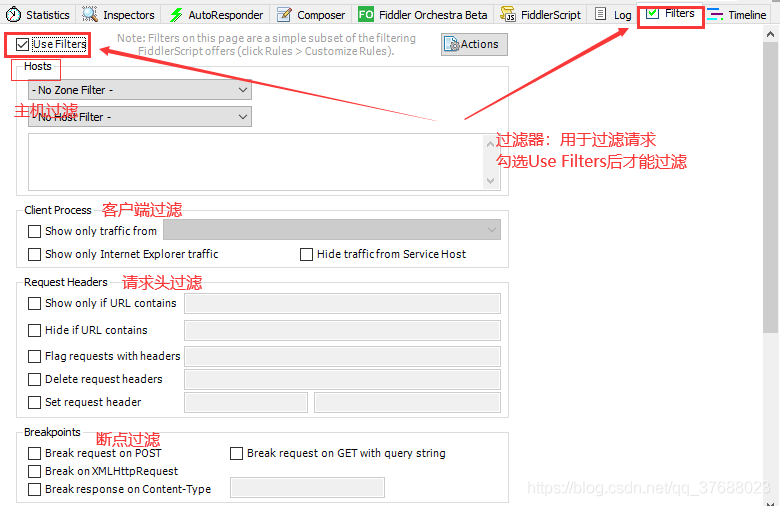 Statistics Inspectors AutoResponder Composer FO Fiddler Orchestra Beta JS FiddlerScript Log Filters Timeline
Use Filters
Note: Filters on this page are a simple subset of the filtering
FiddlerScript offers (click Rules > Customize Rules).
Actions
Hosts
- No Zone Filter -
主机过滤
- No Host Filter -
过滤器：用于过滤请求
勾选Use Filters后才能过滤
Client Process 客户端过滤
Show only traffic from
Show only Internet Explorer traffic Hide traffic from Service Host
Request Headers 请求头过滤
Show only if URL contains
Hide if URL contains
Flag requests with headers
Delete request headers
Set request header
Breakpoints 断点过滤
Break request on POST Break request on GET with query string
Break on XMLHttpRequest
Break response on Content-Type
https://blog.csdn.net/qq_37688023